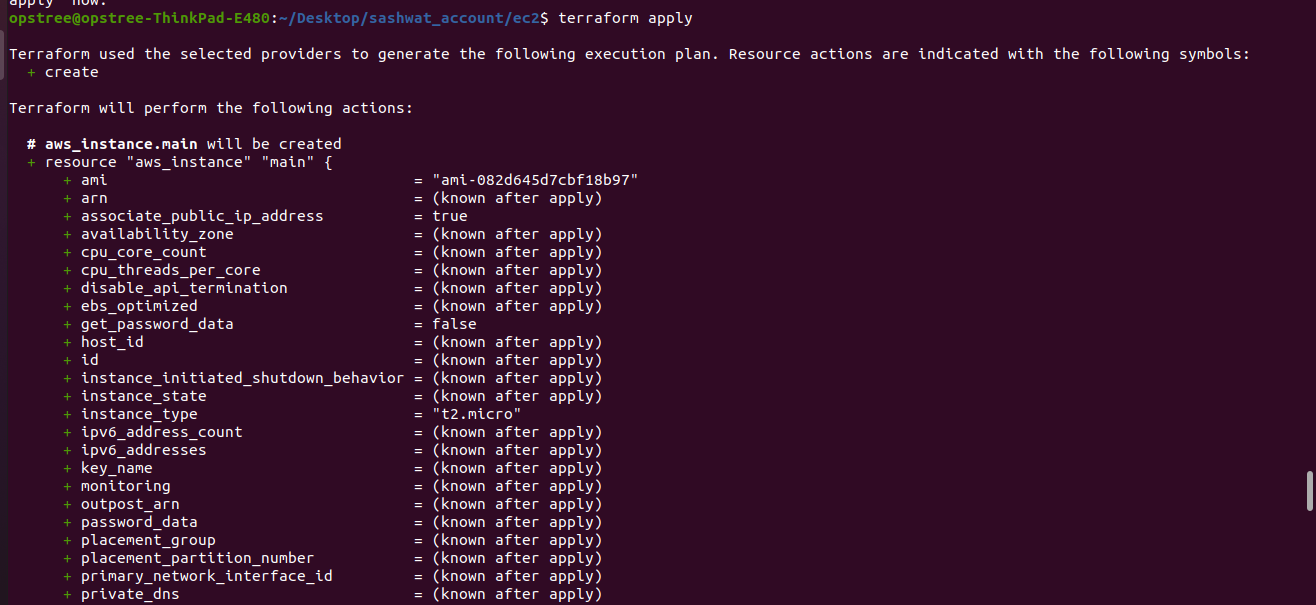 apply" now.
opstree@opstree-ThinkPad-E480:~/Desktop/sashwat_account/ec2$ terraform apply
Terraform used the selected providers to generate the following execution plan. Resource actions are indicated with the following symbols:
+ create
Terraform will perform the following actions:
# aws_instance.main will be created
+ resource "aws_instance" "main" {
+ ami = "ami-082d645d7cbf18b97"
+ arn = (known after apply)
+ associate_public_ip_address = true
+ availability_zone = (known after apply)
+ cpu_core_count = (known after apply)
+ cpu_threads_per_core = (known after apply)
+ disable_api_termination = (known after apply)
+ ebs_optimized = (known after apply)
+ get_password_data = false
+ host_id = (known after apply)
+ id = (known after apply)
+ instance_initiated_shutdown_behavior = (known after apply)
+ instance_state = (known after apply)
+ instance_type = "t2.micro"
+ ipv6_address_count = (known after apply)
+ ipv6_addresses = (known after apply)
+ key_name = (known after apply)
+ monitoring = (known after apply)
+ outpost_arn = (known after apply)
+ password_data = (known after apply)
+ placement_group = (known after apply)
+ placement_partition_number = (known after apply)
+ primary_network_interface_id = (known after apply)
+ private_dns = (known after apply)